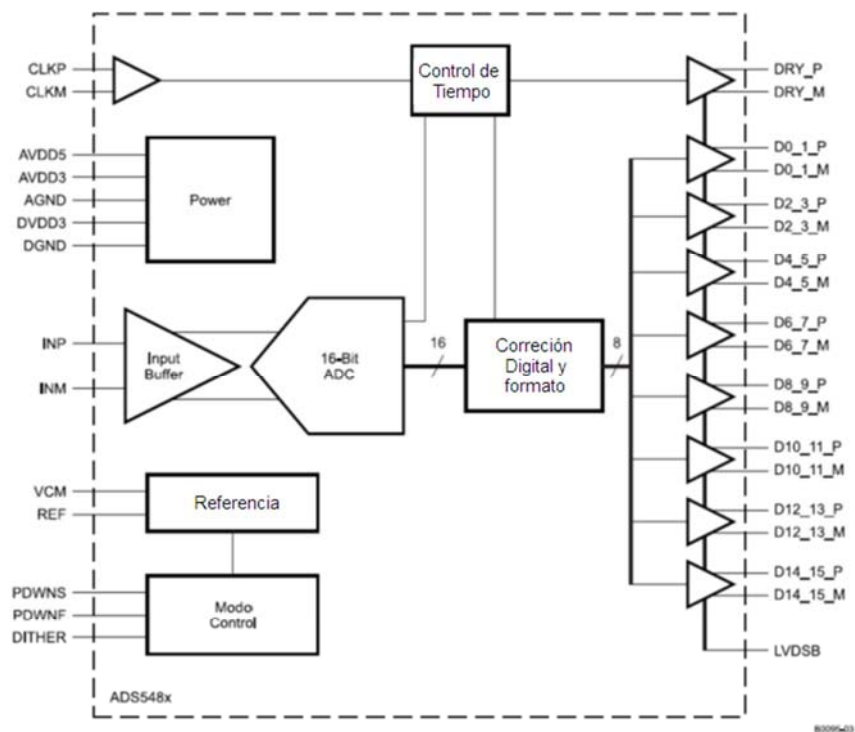 CLKP
CLKM
Control de
Tiempo
DRY_P
DRY_M
AVDD5
AVDD3
AGND
DVDD3
DGND
Power
D0_1_P
D0_1_M
D2_3_P
D2_3_M
D4_5_P
D4_5_M
INP
INM
Input
Buffer
16-Bit
ADC
16
Correción
Digital y
formato
8
D6_7_P
D6_7_M
D8_9_P
D8_9_M
D10_11_P
D10_11_M
VCM
REF
Referencia
D12_13_P
D12_13_M
PDWNS
PDWNF
DITHER
Modo
Control
D14_15_P
D14_15_M
LVDSB
ADS548x
B0095-03